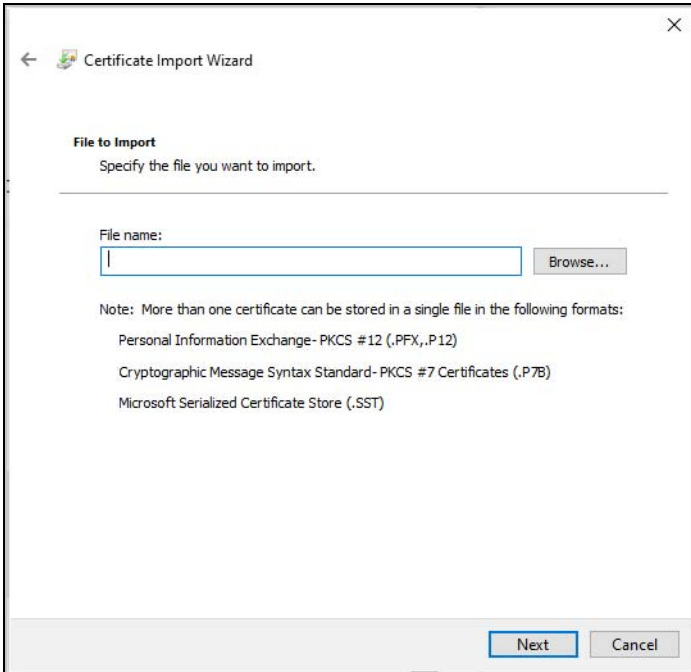 Certificate Import Wizard
File to Import
Specify the file you want to import.
File name:
Browse...
Note: More than one certificate can be stored in a single file in the following formats:
Personal Information Exchange- PKCS #12 (.PFX,.P12)
Cryptographic Message Syntax Standard- PKCS #7 Certificates (.P7B)
Microsoft Serialized Certificate Store (.SST)
Next Cancel